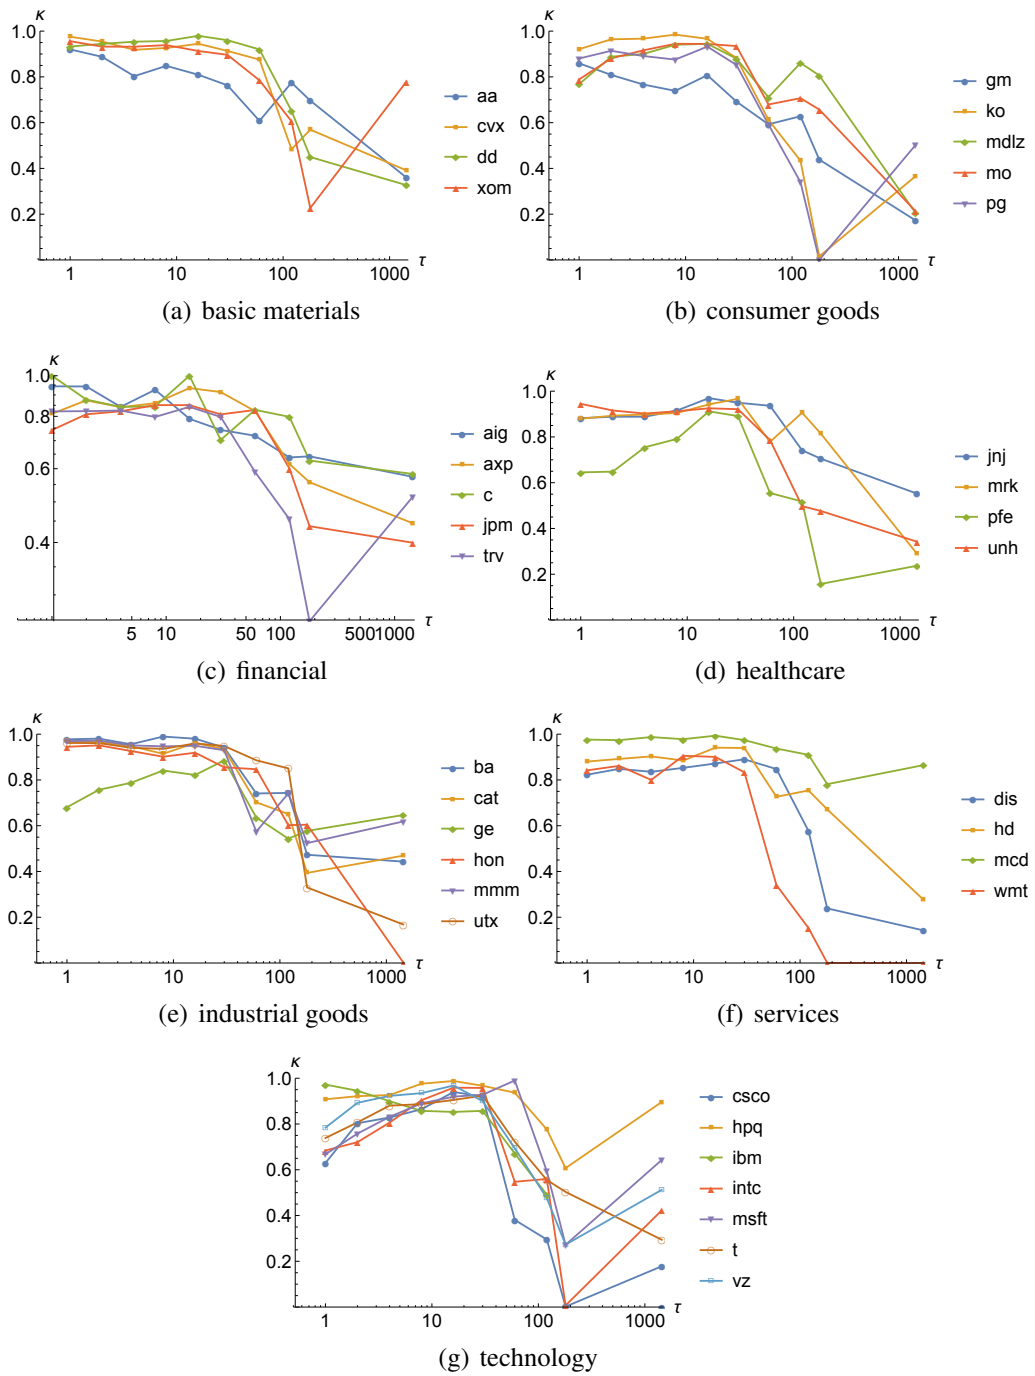 κ
1.0
0.8
0.6
0.4
0.2
1 10 100 1000 τ
aa
cvx
dd
xom
(a) basic materials
κ
1.0
0.8
0.6
0.4
0.2
1 10 100 1000 τ
gm
ko
mdlz
mo
pg
(b) consumer goods
κ
1.0
0.8
0.6
0.4
5 10 50 100 500 1000 τ
aig
axp
c
jpm
trv
(c) financial
κ
1.0
0.8
0.6
0.4
0.2
1 10 100 1000 τ
jnj
mrk
pfe
unh
(d) healthcare
κ
1.0
0.8
0.6
0.4
0.2
1 10 100 1000 τ
ba
cat
ge
hon
mmm
utx
(e) industrial goods
κ
1.0
0.8
0.6
0.4
0.2
1 10 100 1000 τ
dis
hd
mcd
wmt
(f) services
κ
1.0
0.8
0.6
0.4
0.2
1 10 100 1000 τ
csco
hpq
ibm
intc
msft
t
vz
(g) technology